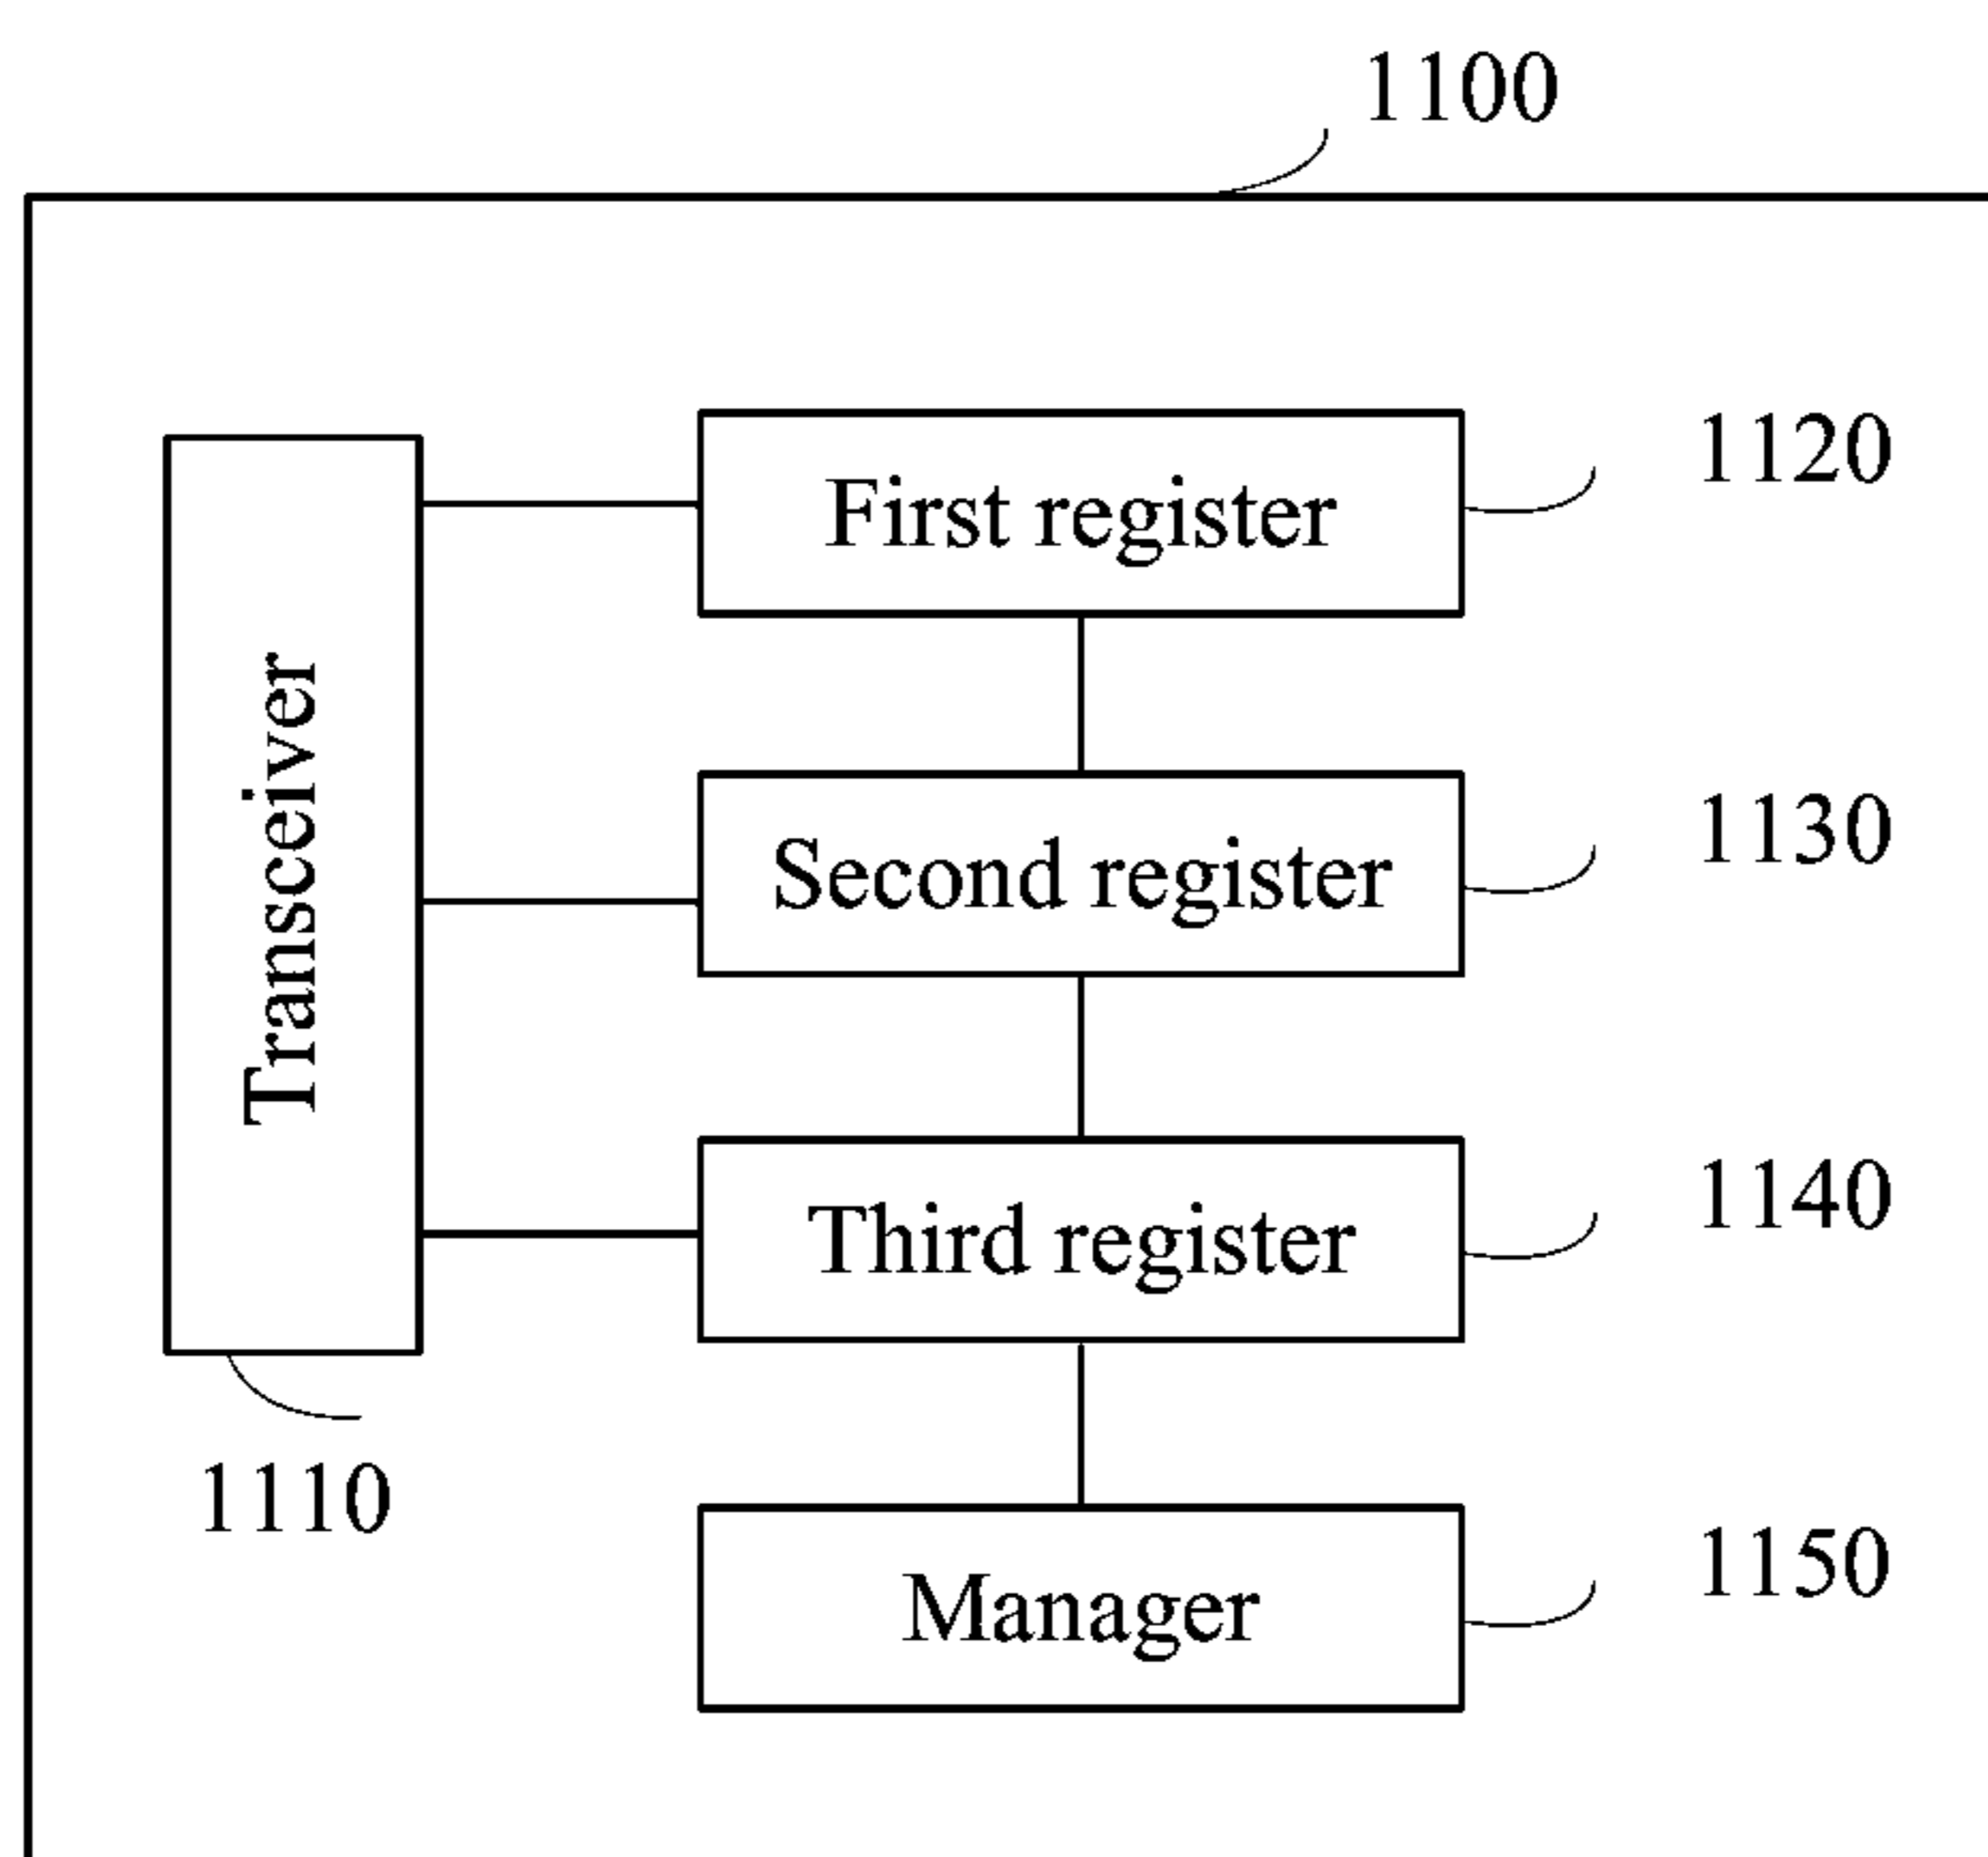 1100
First register
1120
Transceiver
Second register
1130
Third register
1140
1110
Manager
1150